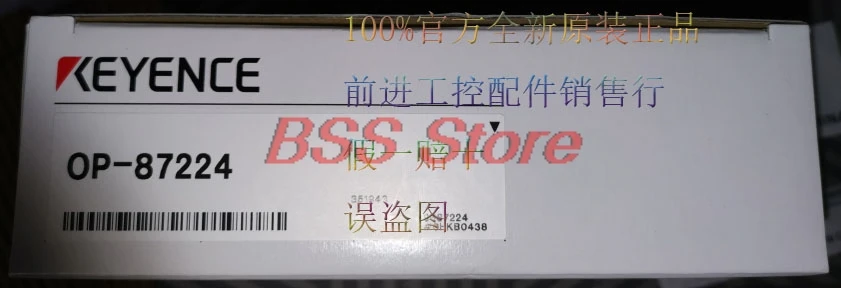 100%官方全新原装正品
KEYENCE
前进工控配件销售行
BSS Store
OP-87224
假一赔十
381943
误盗图